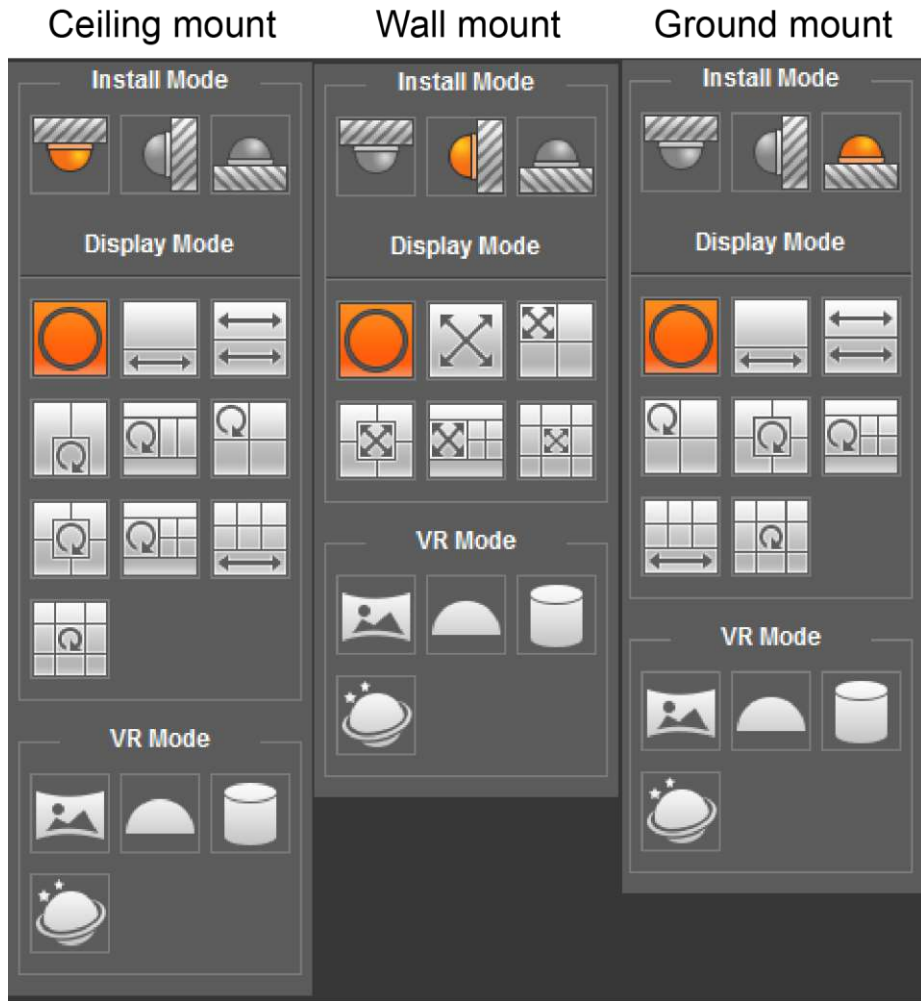 Ceiling mount
Wall mount
Ground mount
Install Mode
Install Mode
Install Mode
Display Mode
Display Mode
Display Mode
VR Mode
VR Mode
VR Mode